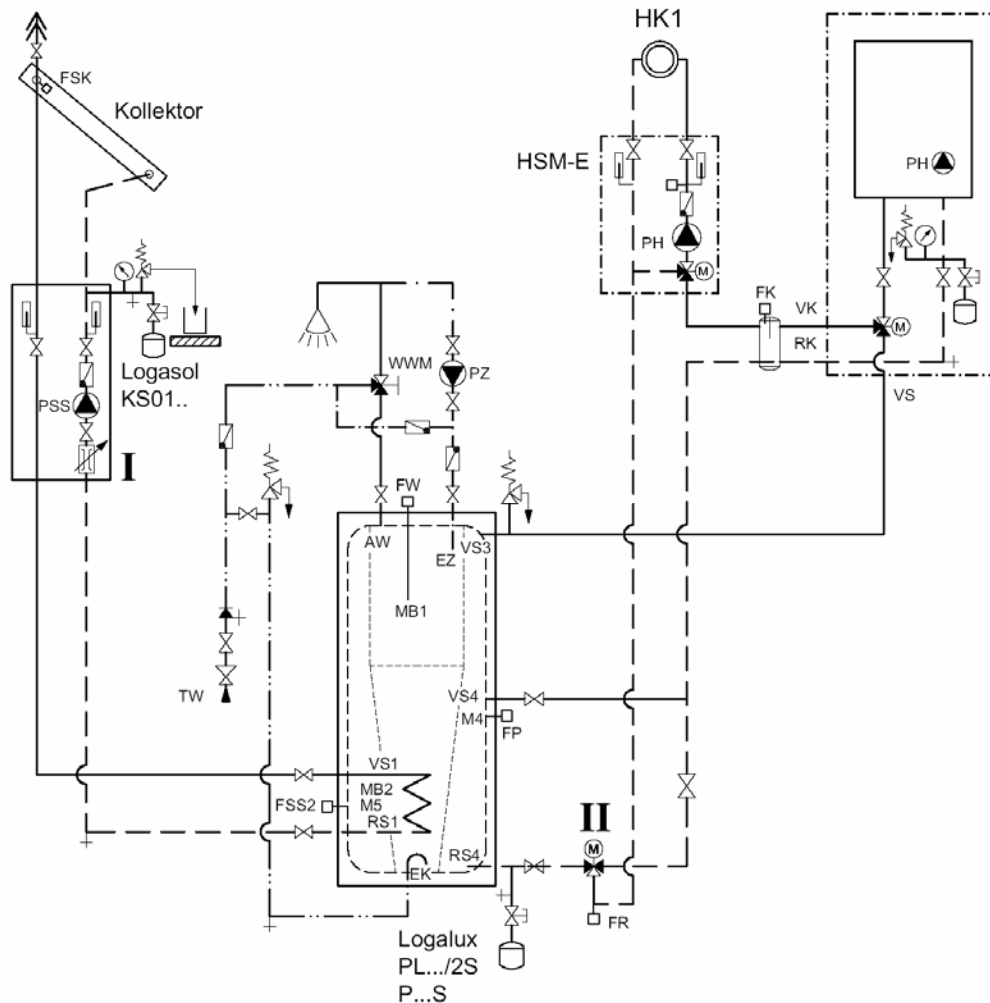 HK1
FSK
Kollektor
HSM-E
PH
PH
M
FK
VK
RK
M
VS
Logasol
KS01..
PSS
I
WWM
PZ
FW
AW
EZ
VS3
MB1
TW
VS4
M4
FP
VS1
MB2
FSS2
M5
RS1
II
M
RS4
EK
FR
Logalux
PL.../2S
P...S